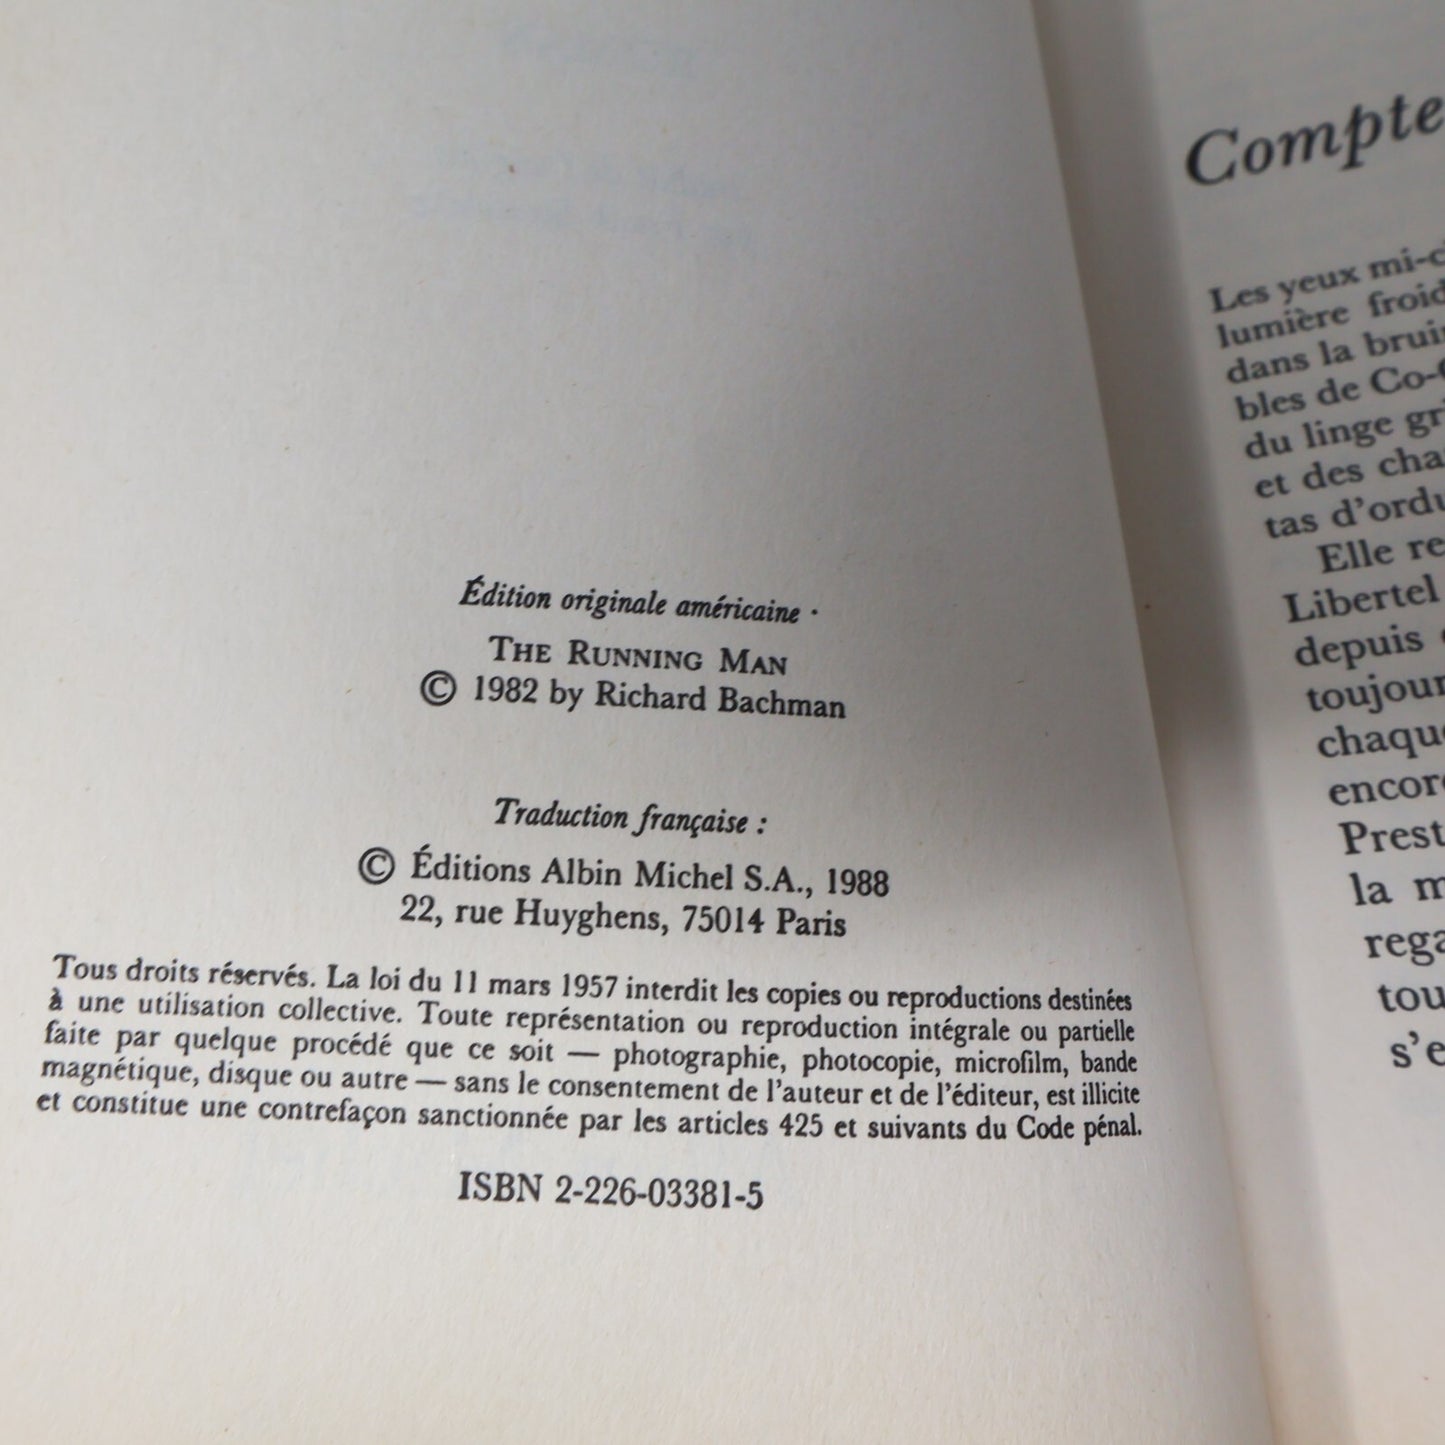 Édition originale américaine ·
THE RUNNING MAN
© 1982 by Richard Bachman
Traduction française :
© Éditions Albin Michel S.A., 1988
22, rue Huyghens, 75014 Paris
Tous droits réservés. La loi du 11 mars 1957 interdit les copies ou reproductions destinées
à une utilisation collective. Toute représentation ou reproduction intégrale ou partielle
faite par quelque procédé que ce soit — photographie, photocopie, microfilm, bande
magnétique, disque ou autre — sans le consentement de l'auteur et de l'éditeur, est illicite
et constitue une contrefaçon sanctionnée par les articles 425 et suivants du Code pénal.
ISBN 2-226-03381-5
Compte
Les yeux mi-c
lumière froid
dans la bruin
bles de Co-
du linge gri
et des cha
tas d'ordu
Elle re
Libertel
depuis
toujour
chaque
encore
Prest
la m
rega
tou
s'e